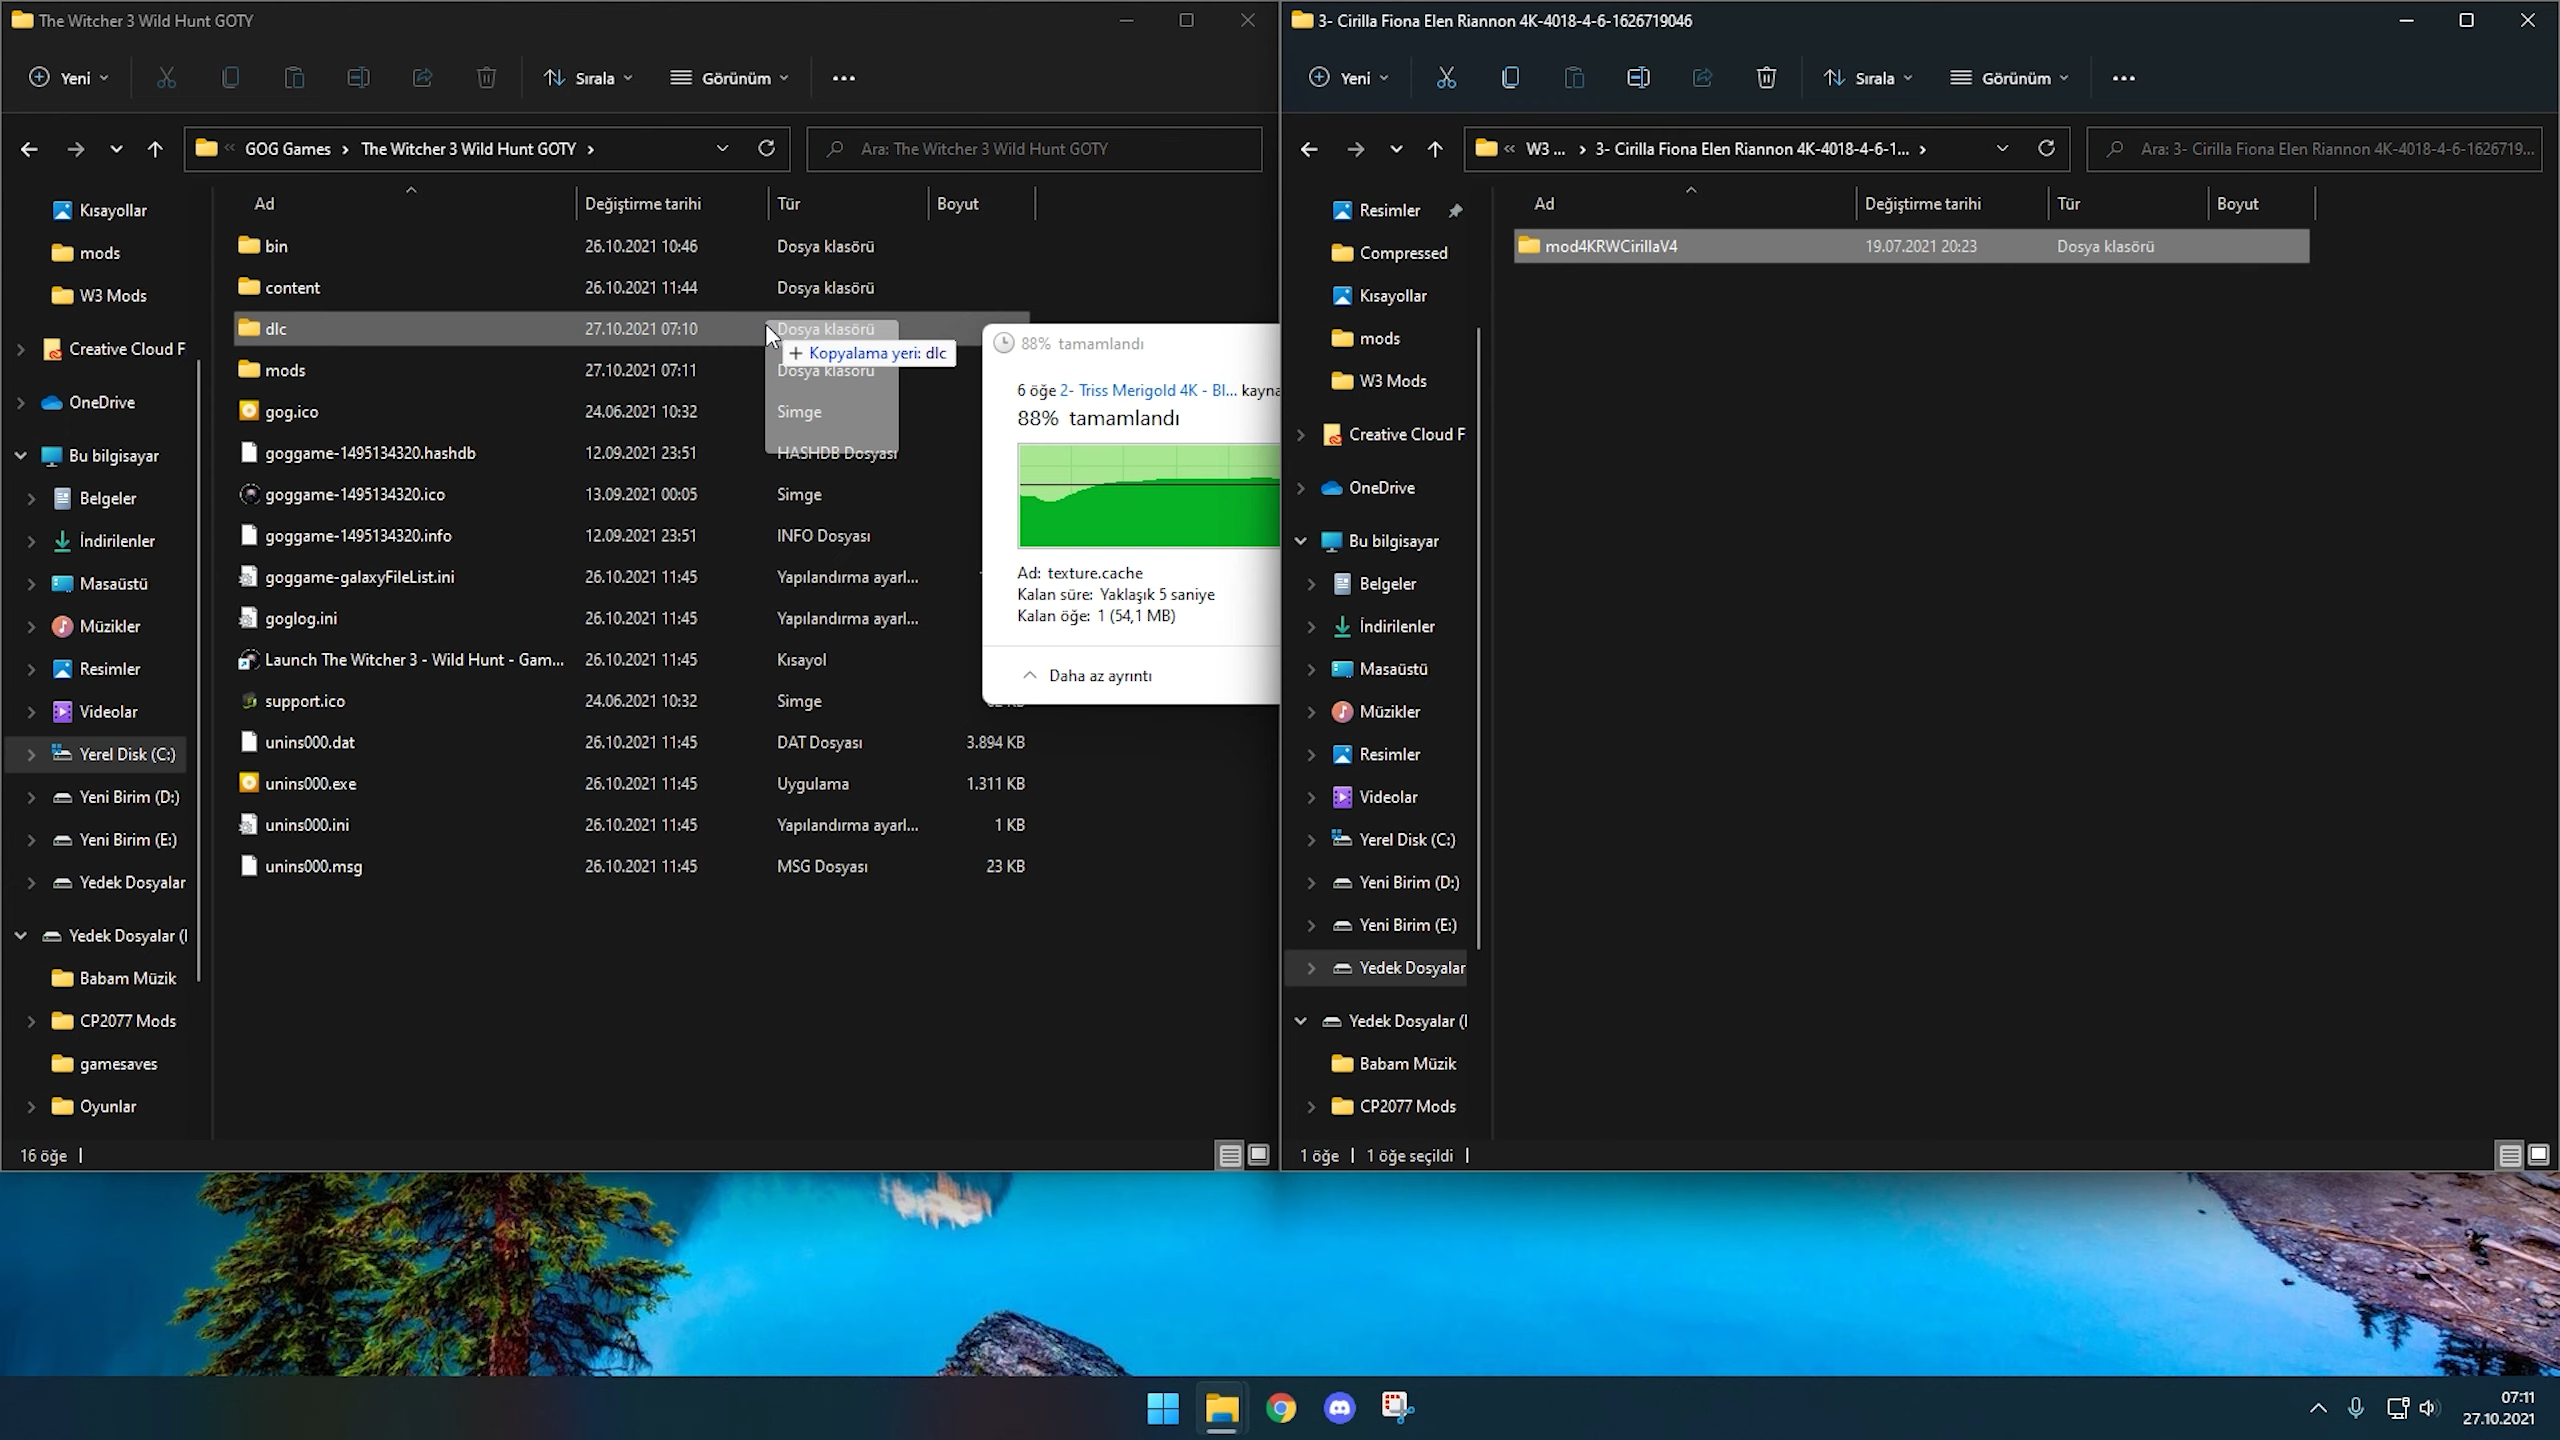 The Witcher 3 Wild Hunt GOTY
Yeni
Sırala
Görünüm
GOG Games
The Witcher 3 Wild Hunt GOTY
Ara: The Witcher 3 Wild Hunt GOTY
Kısayollar
mods
W3 Mods
Creative Cloud F
OneDrive
Bu bilgisayar
Belgeler
İndirilenler
Masaüstü
Müzikler
Resimler
Videolar
Yerel Disk (C:)
Yeni Birim (D:)
Yeni Birim (E:)
Yedek Dosyalar
Yedek Dosyalar (
Babam Müzik
CP2077 Mods
gamesaves
Oyunlar
Ad Değiştirme tarihi Tür Boyut
bin 26.10.2021 10:46 Dosya klasörü
content 26.10.2021 11:44 Dosya klasörü
dlc 27.10.2021 07:10 Dosya klasörü
+ Kopyalama yeri: dlc
mods 27.10.2021 07:11 Dosya klasörü
gog.ico 24.06.2021 10:32 Simge
goggame-1495134320.hashdb 12.09.2021 23:51 HASHDB Dosyası
goggame-1495134320.ico 13.09.2021 00:05 Simge
goggame-1495134320.info 12.09.2021 23:51 INFO Dosyası
goggame-galaxyFileList.ini 26.10.2021 11:45 Yapılandırma ayarl...
goglog.ini 26.10.2021 11:45 Yapılandırma ayarl...
Launch The Witcher 3 - Wild Hunt - Gam... 26.10.2021 11:45 Kısayol
support.ico 24.06.2021 10:32 Simge
unins000.dat 26.10.2021 11:45 DAT Dosyası 3.894 KB
unins000.exe 26.10.2021 11:45 Uygulama 1.311 KB
unins000.ini 26.10.2021 11:45 Yapılandırma ayarl... 1 KB
unins000.msg 26.10.2021 11:45 MSG Dosyası 23 KB
16 öğe
88% tamamlandı
6 öğe 2- Triss Merigold 4K - Bl... kayna
88% tamamlandı
Ad: texture.cache
Kalan süre: Yaklaşık 5 saniye
Kalan öğe: 1 (54,1 MB)
Daha az ayrıntı
3- Cirilla Fiona Elen Riannon 4K-4018-4-6-1626719046
Yeni
Sırala
Görünüm
W3 ...
3- Cirilla Fiona Elen Riannon 4K-4018-4-6-1...
Ara: 3- Cirilla Fiona Elen Riannon 4K-4018-4-6-1626719...
Resimler
Compressed
Kısayollar
mods
W3 Mods
Creative Cloud F
OneDrive
Bu bilgisayar
Belgeler
İndirilenler
Masaüstü
Müzikler
Resimler
Videolar
Yerel Disk (C:)
Yeni Birim (D:)
Yeni Birim (E:)
Yedek Dosyalar
Yedek Dosyalar (
Babam Müzik
CP2077 Mods
Ad Değiştirme tarihi Tür Boyut
mod4KRWCirillaV4 19.07.2021 20:23 Dosya klasörü
1 öğe 1 öğe seçildi
07:11
27.10.2021